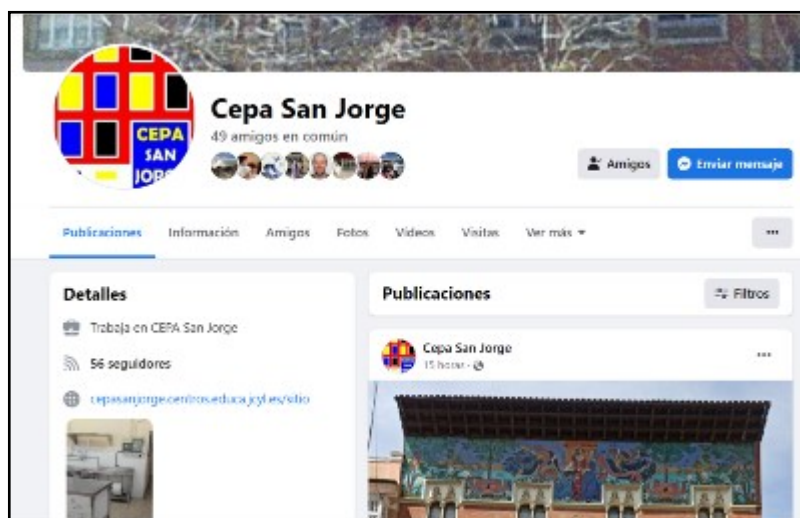 CEPA
SAN
JORGE
Cepa San Jorge
49 amigos en común
Amigos
Enviar mensaje
Publicaciones
Información
Amigos
Fotos
Vídeos
Visitas
Ver más
Detalles
Trabaja en CEPA San Jorge
56 seguidores
cepasanjorge.centros.educa.jcyl.es/sitio
Publicaciones
Filtros
Cepa San Jorge
15 horas